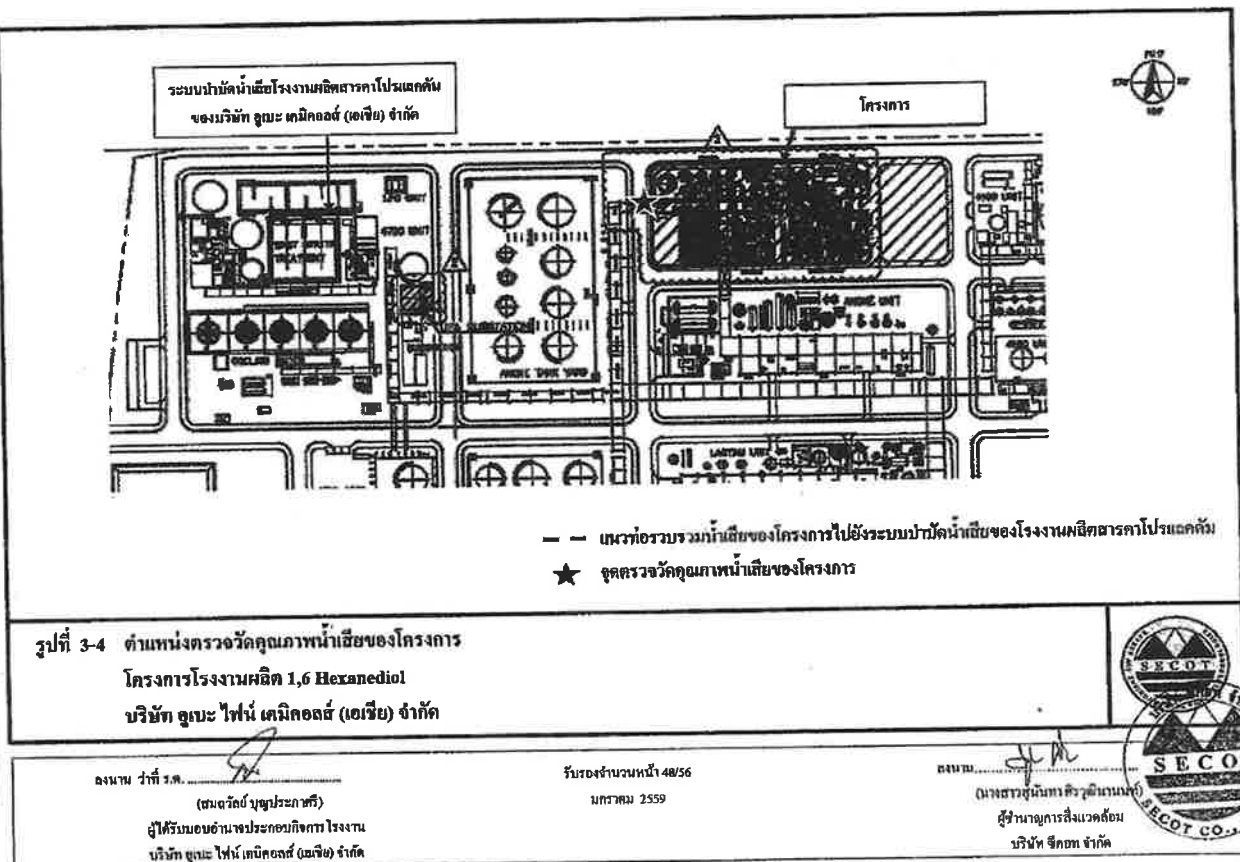 ระบบบำบัดน้ำเสียโรงงานผลิตสารคาโปรแลคตัม
ของบริษัท อูเบะ เคมิคอลส์ (เอเชีย) จำกัด
โครงการ
LPG UNIT
4720 UNIT
4500 UNIT
WASTE WATER
TREATMENT
SUBSTATION
ANONE UNIT
ANONE TANK YARD
LACTAM UNIT
แนวท่อรวบรวมน้ำเสียของโครงการไปยังระบบบำบัดน้ำเสียของโรงงานผลิตสารคาโปรแลคตัม
จุดตรวจวัดคุณภาพน้ำเสียของโครงการ
รูปที่ 3-4 ตำแหน่งตรวจวัดคุณภาพน้ำเสียของโครงการ
โครงการโรงงานผลิต 1,6 Hexanediol
บริษัท อูเบะ ไฟน์ เคมิคอลส์ (เอเชีย) จำกัด
SECOT
ลงนาม ว่าที่ ร.ต.
รับรองจำนวนหน้า 48/56
ลงนาม
(สมดวัลย์ บุญประภาศรี)
มกราคม 2559
ผู้ได้รับมอบอำนาจประกอบกิจการโรงงาน
ผู้ชำนาญการสิ่งแวดล้อม
บริษัท อูเบะ ไฟน์ เคมิคอลส์ (เอเชีย) จำกัด
บริษัท ซีคอท จำกัด
SECO
SECOT CO.,